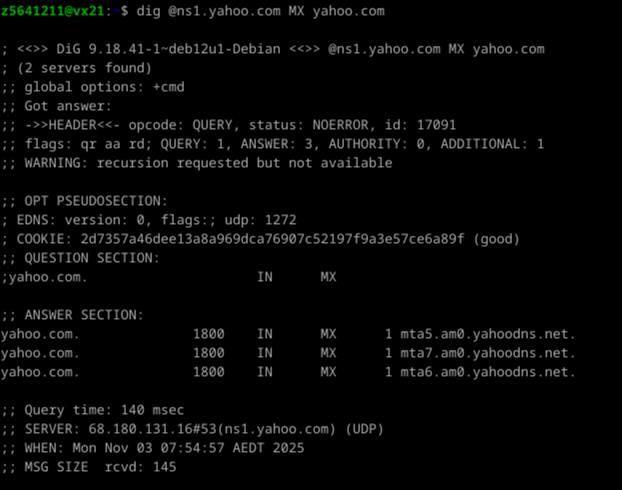 z5641211@vx21:~$ dig @ns1.yahoo.com MX yahoo.com
; <<>> DiG 9.18.41-1~deb12u1-Debian <<>> @ns1.yahoo.com MX yahoo.com
; (2 servers found)
;; global options: +cmd
;; Got answer:
;; ->>HEADER<<- opcode: QUERY, status: NOERROR, id: 17091
;; flags: qr aa rd; QUERY: 1, ANSWER: 3, AUTHORITY: 0, ADDITIONAL: 1
;; WARNING: recursion requested but not available
;; OPT PSEUDOSECTION:
; EDNS: version: 0, flags:; udp: 1272
; COOKIE: 2d7357a46dee13a8a969dca76907c52197f9a3e57ce6a89f (good)
;; QUESTION SECTION:
;yahoo.com. IN MX
;; ANSWER SECTION:
yahoo.com. 1800 IN MX 1 mta5.am0.yahoodns.net.
yahoo.com. 1800 IN MX 1 mta7.am0.yahoodns.net.
yahoo.com. 1800 IN MX 1 mta6.am0.yahoodns.net.
;; Query time: 140 msec
;; SERVER: 68.180.131.16#53(ns1.yahoo.com) (UDP)
;; WHEN: Mon Nov 03 07:54:57 AEDT 2025
;; MSG SIZE  rcvd: 145